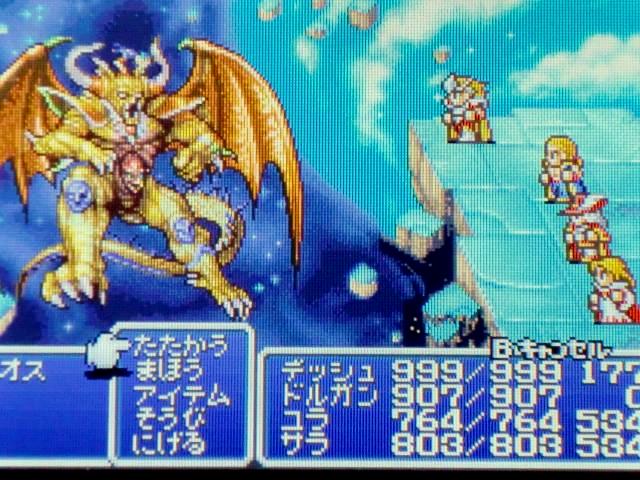 B:キャンセル
オス
たたかう
まほう
アイテム
そうび
にげる
デッシュ 999/999 177
ドルガン 907/907 0
ユラ 764/764 534
サラ 803/803 534